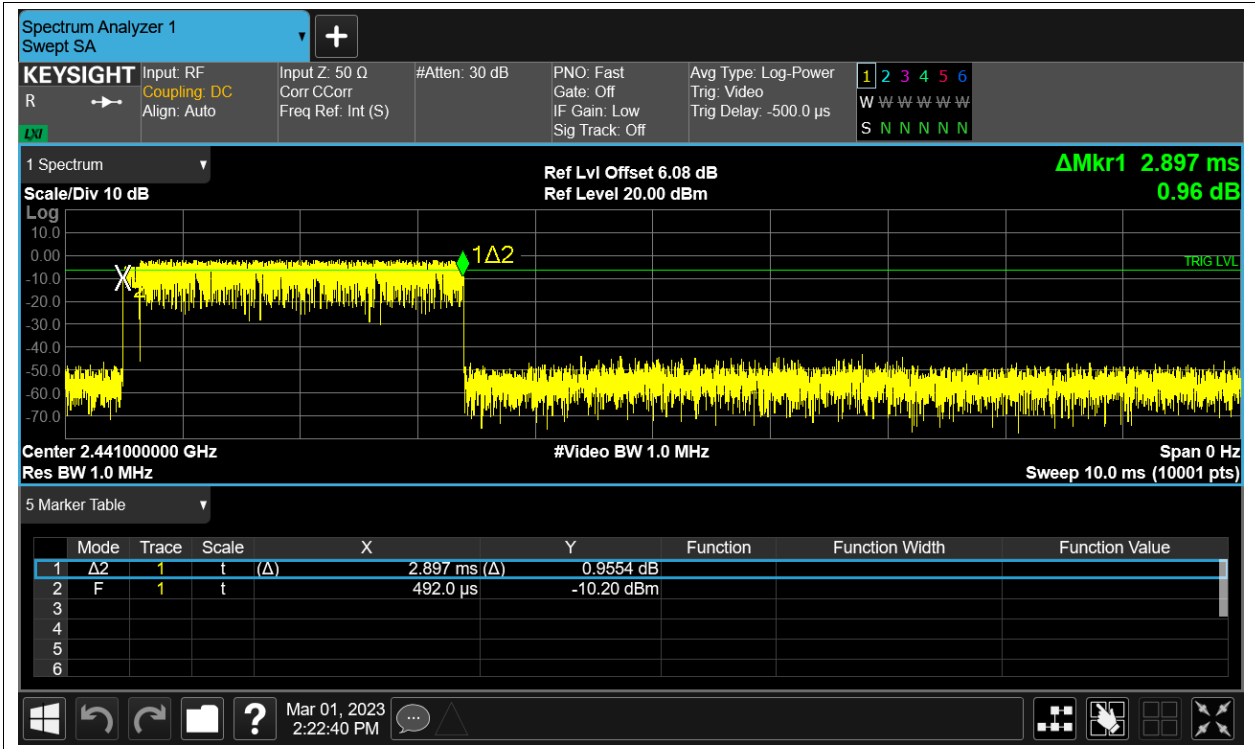 Spectrum Analyzer 1
Swept SA
KEYSIGHT
R
LXI
Input: RF
Coupling: DC
Align: Auto
Input Z: 50 Ω
Corr CCorr
Freq Ref: Int (S)
#Atten: 30 dB
PNO: Fast
Gate: Off
IF Gain: Low
Sig Track: Off
Avg Type: Log-Power
Trig: Video
Trig Delay: -500.0 µs
1 2 3 4 5 6
W W W W W W
S N N N N N
1 Spectrum
Ref Lvl Offset 6.08 dB
ΔMkr1 2.897 ms
Scale/Div 10 dB
Ref Level 20.00 dBm
0.96 dB
Log
10.0
0.00
-10.0
-20.0
-30.0
-40.0
-50.0
-60.0
-70.0
X
1Δ2
TRIG LVL
Center 2.441000000 GHz
#Video BW 1.0 MHz
Span 0 Hz
Res BW 1.0 MHz
Sweep 10.0 ms (10001 pts)
5 Marker Table
Mode Trace Scale X Y Function Function Width Function Value
1 Δ2 1 t (Δ) 2.897 ms (Δ) 0.9554 dB
2 F 1 t 492.0 µs -10.20 dBm
3
4
5
6
?
Mar 01, 2023
2:22:40 PM